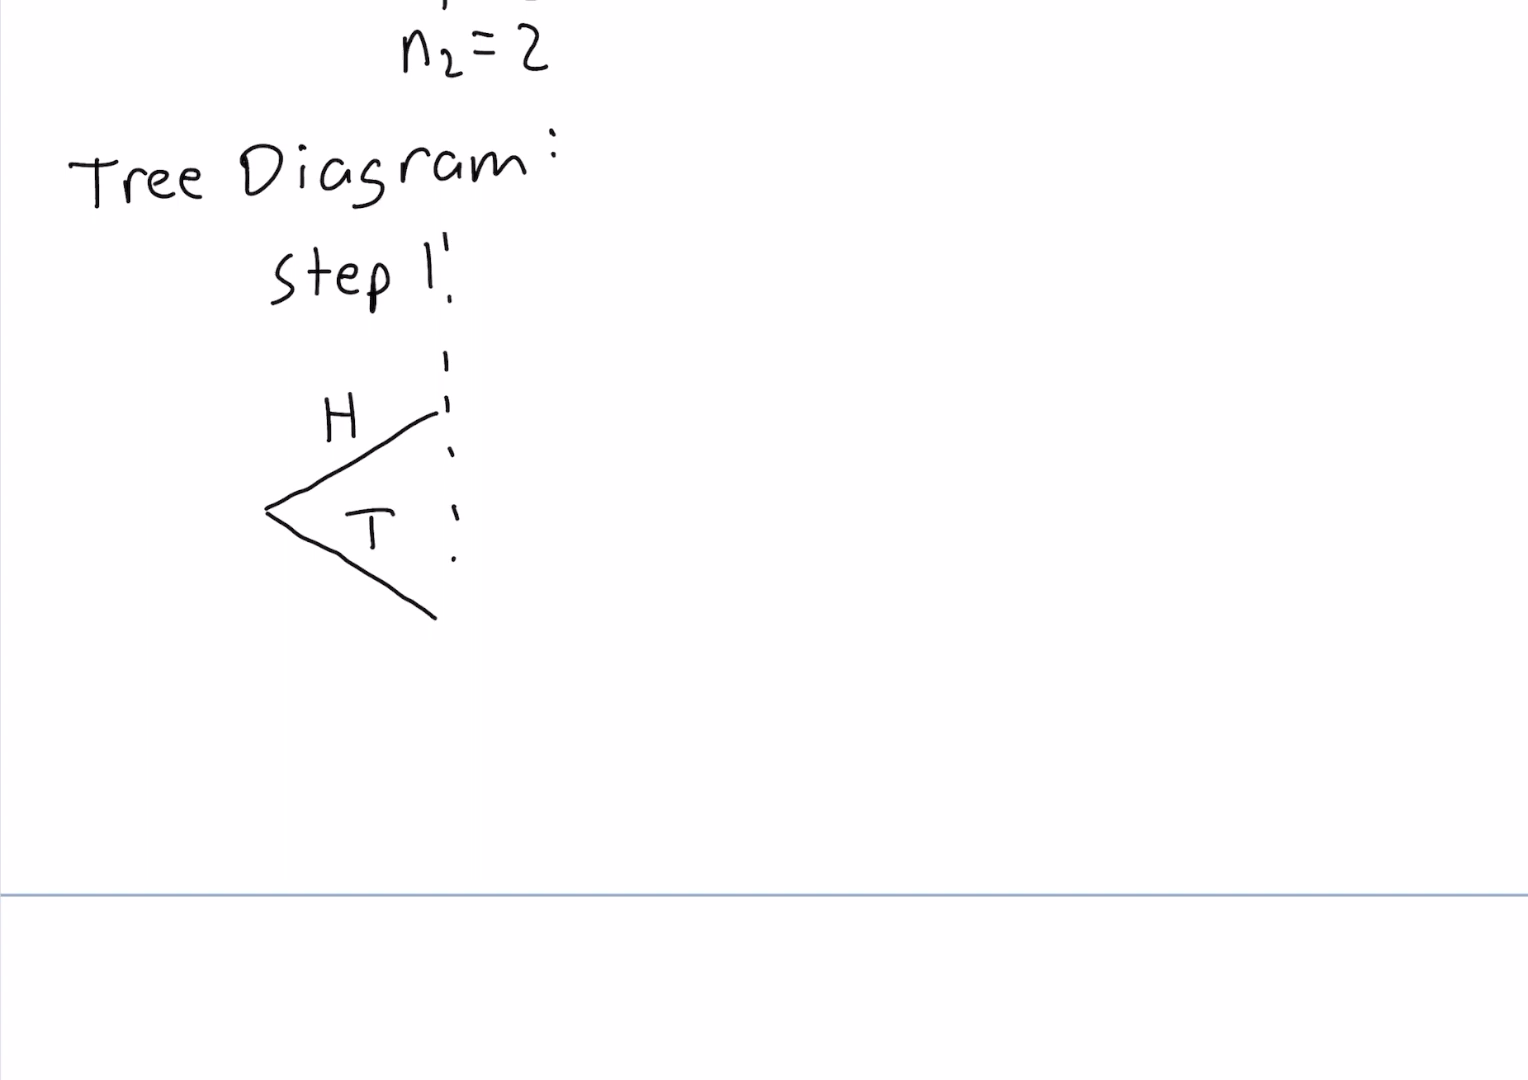 n₂ = 2
Tree Diagram:
Step 1
H
T